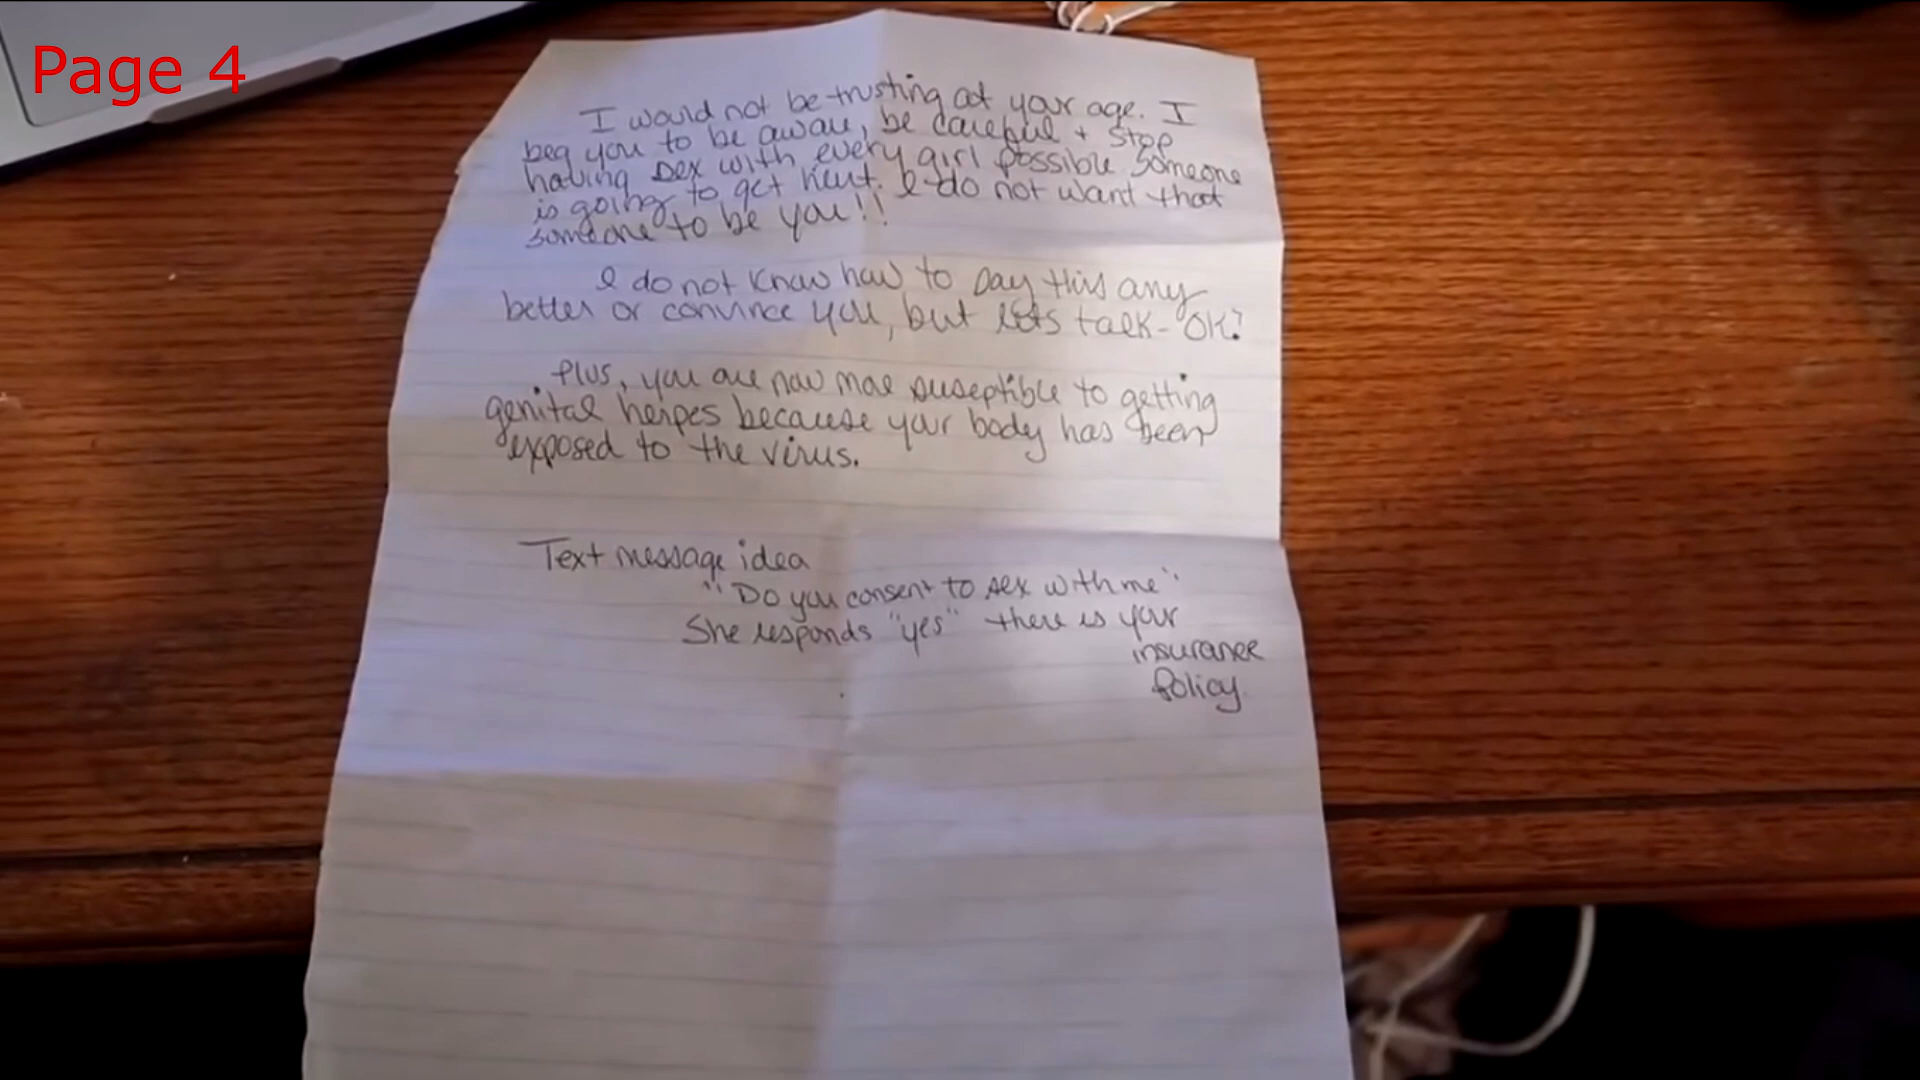 Page 4
I would not be trusting at your age. I
beg you to be aware, be careful + stop
having sex with every girl possible. Someone
is going to get hurt. I do not want that
someone to be you!!
I do not know how to say this any
better or convince you, but lets talk - OK?
Plus, you are now more suseptible to getting
genital herpes because your body has been
exposed to the virus.
Text message idea
"Do you consent to sex with me"
She responds "yes" there is your
insurance
Policy.